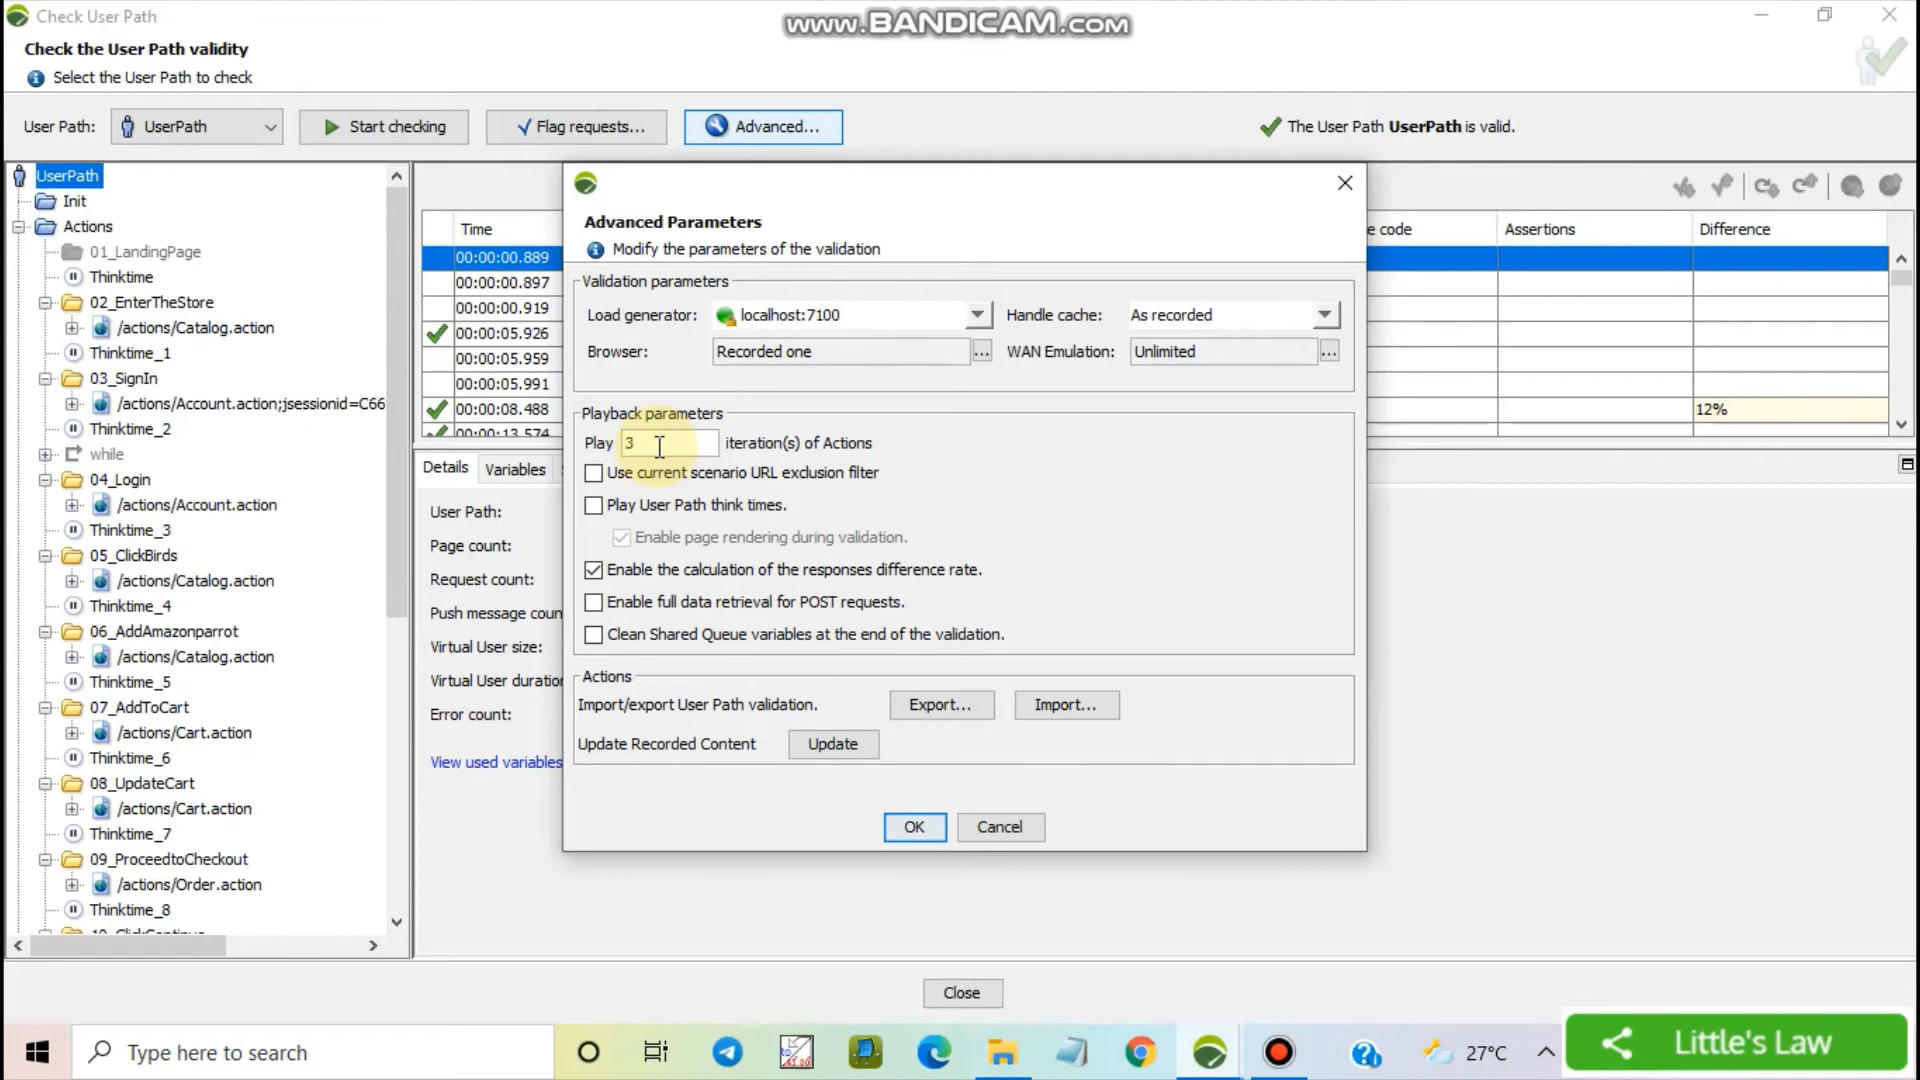 Check User Path
www.BANDICAM.com
Check the User Path validity
Select the User Path to check
User Path:
UserPath
Start checking
Flag requests...
Advanced...
The User Path UserPath is valid.
UserPath
Init
Actions
01_LandingPage
Thinktime
02_EnterTheStore
/actions/Catalog.action
Thinktime_1
03_SignIn
/actions/Account.action;jsessionid=C66
Thinktime_2
while
04_Login
/actions/Account.action
Thinktime_3
05_ClickBirds
/actions/Catalog.action
Thinktime_4
06_AddAmazonparrot
/actions/Catalog.action
Thinktime_5
07_AddToCart
/actions/Cart.action
Thinktime_6
08_UpdateCart
/actions/Cart.action
Thinktime_7
09_ProceedtoCheckout
/actions/Order.action
Thinktime_8
Time
e code
Assertions
Difference
00:00:00.889
00:00:00.897
00:00:00.919
00:00:05.926
00:00:05.959
00:00:05.991
00:00:08.488
12%
00:00:13.574
Details
Variables
User Path:
Page count:
Request count:
Push message coun
Virtual User size:
Virtual User duration
Error count:
View used variables
Advanced Parameters
Modify the parameters of the validation
Validation parameters
Load generator:
localhost:7100
Handle cache:
As recorded
Browser:
Recorded one
...
WAN Emulation:
Unlimited
...
Playback parameters
Play
3
iteration(s) of Actions
Use current scenario URL exclusion filter
Play User Path think times.
Enable page rendering during validation.
Enable the calculation of the responses difference rate.
Enable full data retrieval for POST requests.
Clean Shared Queue variables at the end of the validation.
Actions
Import/export User Path validation.
Export...
Import...
Update Recorded Content
Update
OK
Cancel
Close
Type here to search
27°C
Little's Law